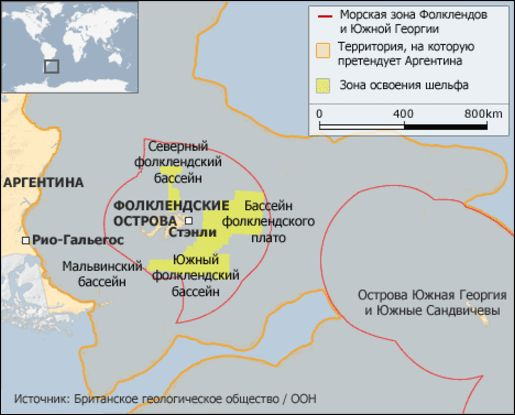 Морская зона Фолклендов
и Южной Георгии
Территория, на которую
претендует Аргентина
Зона освоения шельфа
0 400 800km
Северный
фолклендский
бассейн
АРГЕНТИНА
ФОЛКЛЕНДСКИЕ
ОСТРОВА
Стэнли
Бассейн
фолклендского
плато
Рио-Гальегос
Мальвинский
бассейн
Южный
фолклендский
бассейн
Острова Южная Георгия
и Южные Сандвичевы
Источник: Британское геологическое общество / ООН